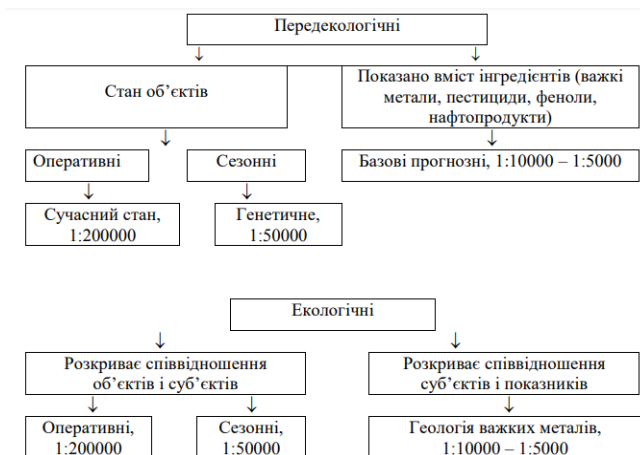 Передекологічні
Стан об’єктів
Показано вміст інгредієнтів (важкі
метали, пестициди, феноли,
нафтопродукти)
Оперативні
Сезонні
Базові прогнозні, 1:10000 – 1:5000
Сучасний стан,
1:200000
Генетичне,
1:50000
Екологічні
Розкриває співвідношення
об’єктів і суб’єктів
Розкриває співвідношення
суб’єктів і показників
Оперативні,
1:200000
Сезонні,
1:50000
Геологія важких металів,
1:10000 – 1:5000